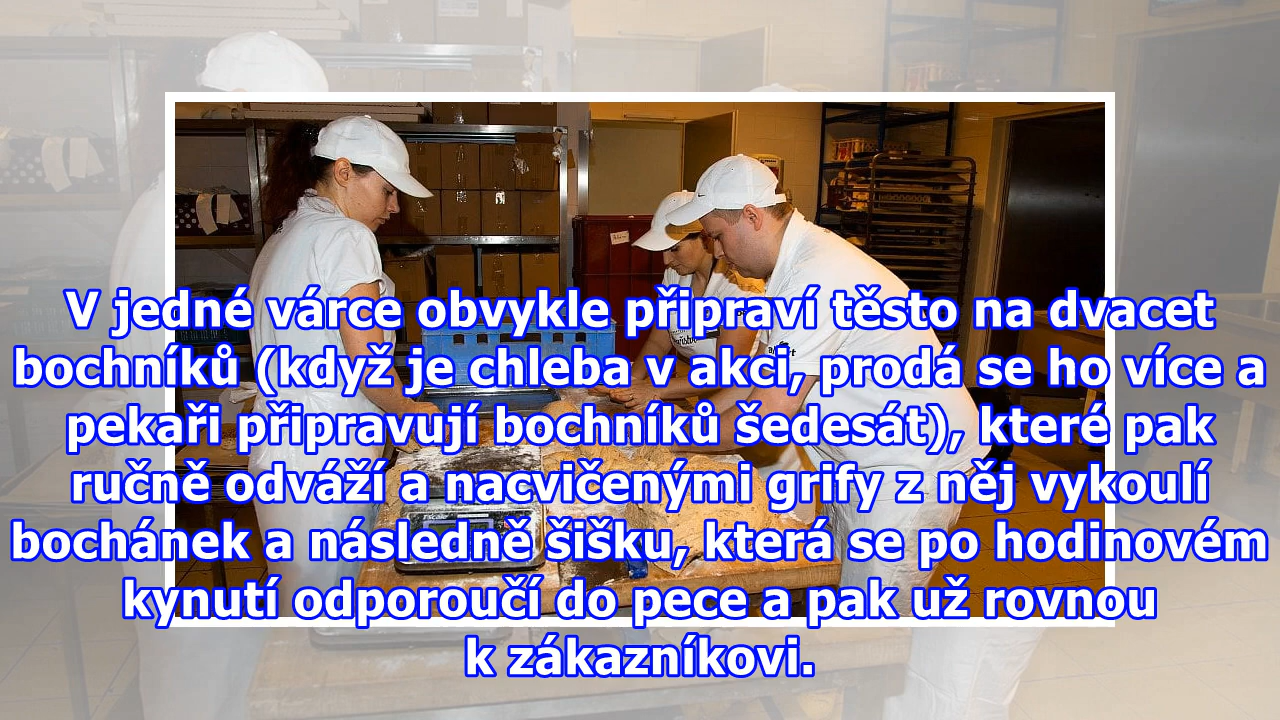 V jedné várce obvykle připraví těsto na dvacet
bochníků (když je chleba v akci, prodá se ho více a
pekaři připravují bochníků šedesát), které pak
ručně odváží a nacvičenými grify z něj vykoulí
bochánek a následně šišku, která se po hodinovém
kynutí odporoučí do pece a pak už rovnou
k zákazníkovi.